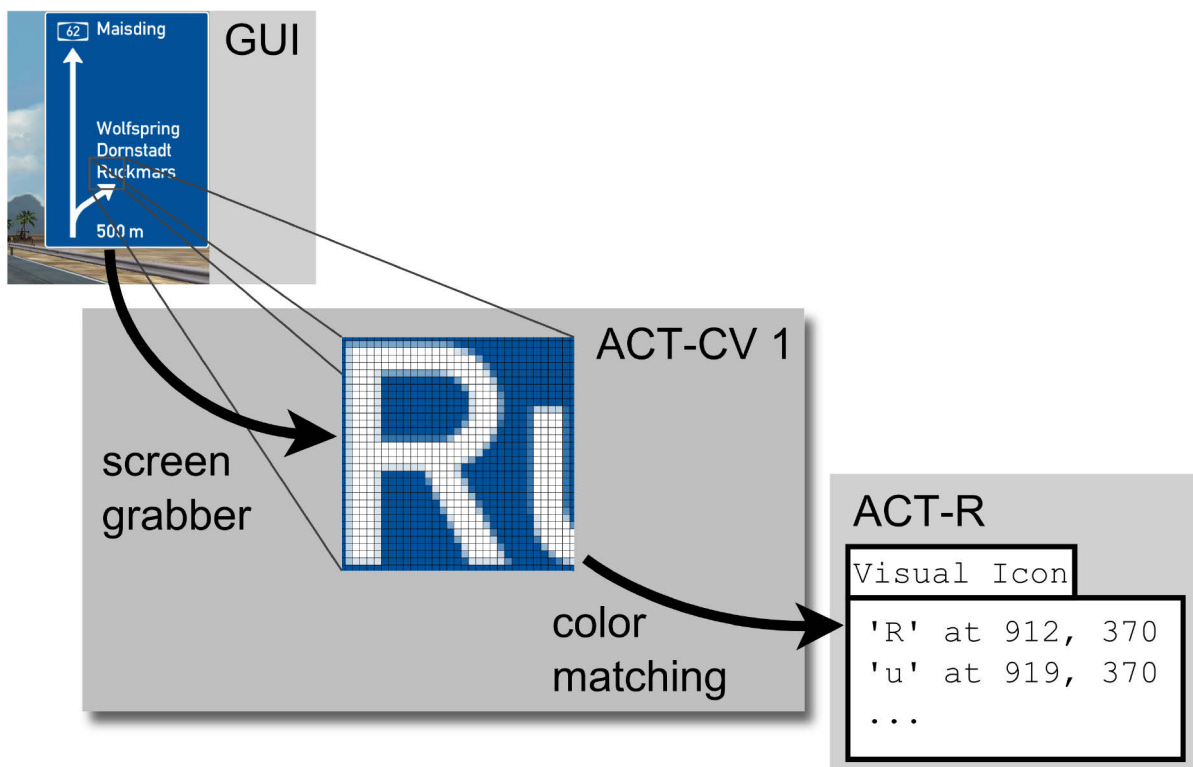 GUI
62 Maisding
Wolfspring
Dornstadt
Ruckmars
500 m
ACT-CV 1
Ru
screen
grabber
color
matching
ACT-R
Visual Icon
'R' at 912, 370
'u' at 919, 370
...